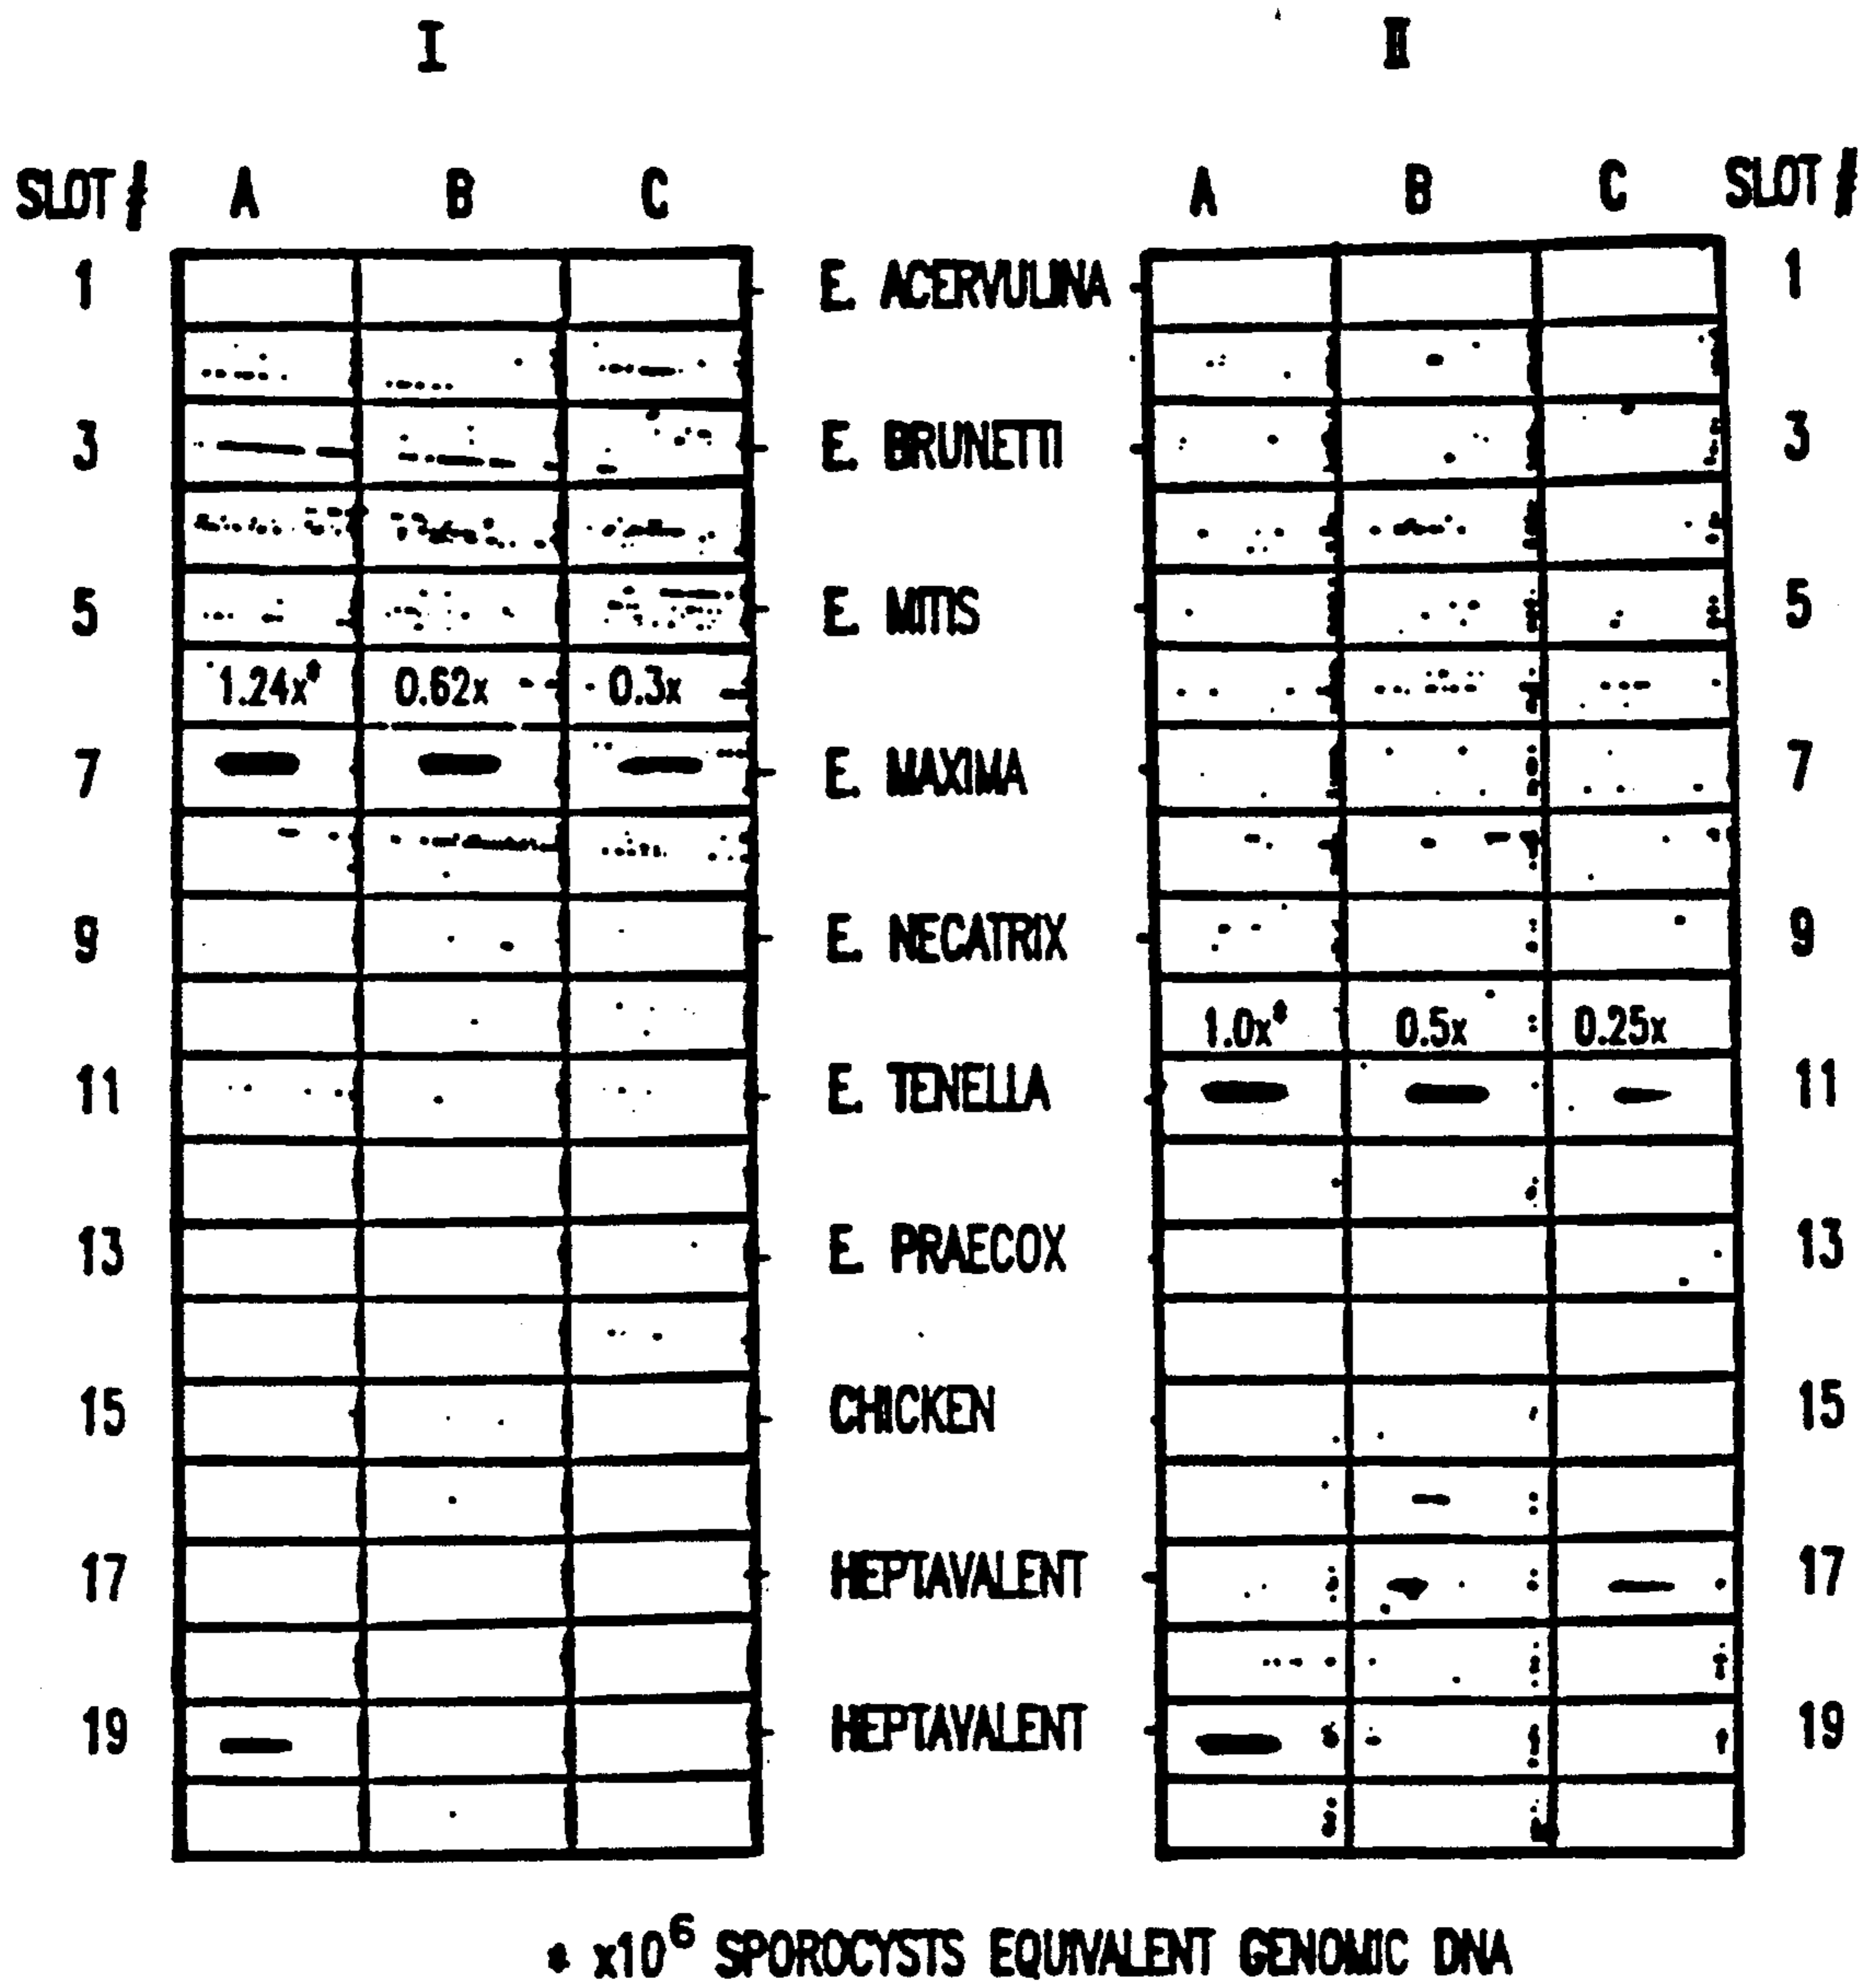 I II
SLOT # A B C A B C SLOT #
1 E. ACERVULINA 1
3 E. BRUNETTI 3
5 E. MITIS 5
1.24x* 0.62x 0.3x
7 E. MAXIMA 7
9 E. NECATRIX 9
1.0x* 0.5x 0.25x
11 E. TENELLA 11
13 E. PRAECOX 13
15 CHICKEN 15
17 HEPTAVALENT 17
19 HEPTAVALENT 19
* x10⁶ SPOROCYSTS EQUIVALENT GENOMIC DNA